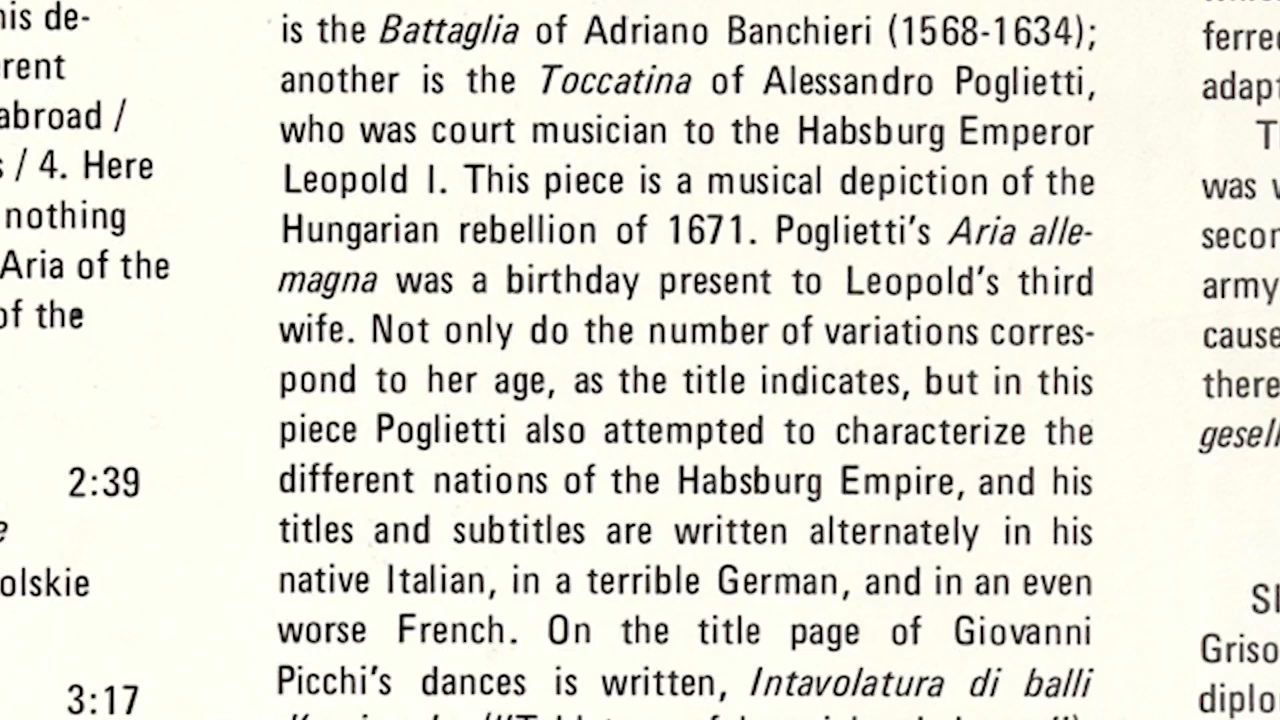 his de-
rent
abroad /
s / 4. Here
nothing
Aria of the
of the
2:39
olskie
3:17
is the Battaglia of Adriano Banchieri (1568-1634);
another is the Toccatina of Alessandro Poglietti,
who was court musician to the Habsburg Emperor
Leopold I. This piece is a musical depiction of the
Hungarian rebellion of 1671. Poglietti's Aria alle-
magna was a birthday present to Leopold's third
wife. Not only do the number of variations corres-
pond to her age, as the title indicates, but in this
piece Poglietti also attempted to characterize the
different nations of the Habsburg Empire, and his
titles and subtitles are written alternately in his
native Italian, in a terrible German, and in an even
worse French. On the title page of Giovanni
Picchi's dances is written, Intavolatura di balli
ferre
adapt
was
secon
army
cause
there
gesell
Griso
diplo